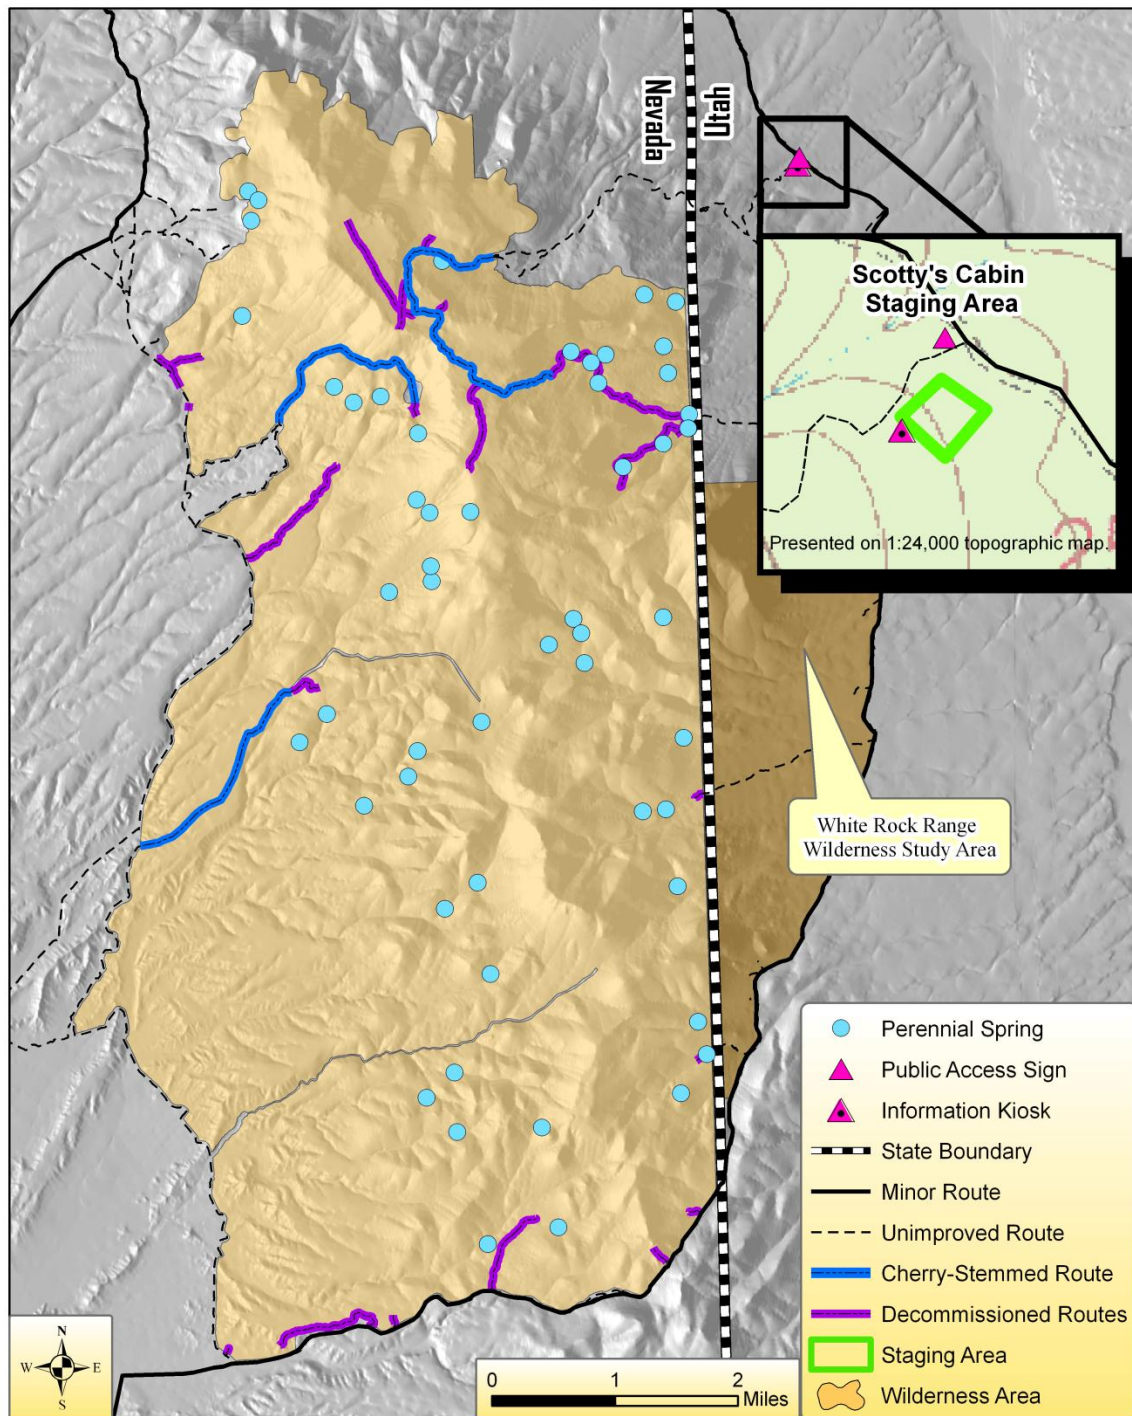 Nevada
Utah
Scotty's Cabin
Staging Area
Presented on 1:24,000 topographic map.
White Rock Range
Wilderness Study Area
Perennial Spring
Public Access Sign
Information Kiosk
State Boundary
Minor Route
Unimproved Route
Cherry-Stemmed Route
Decommissioned Routes
Staging Area
Wilderness Area
N
W E
S
0 1 2
Miles